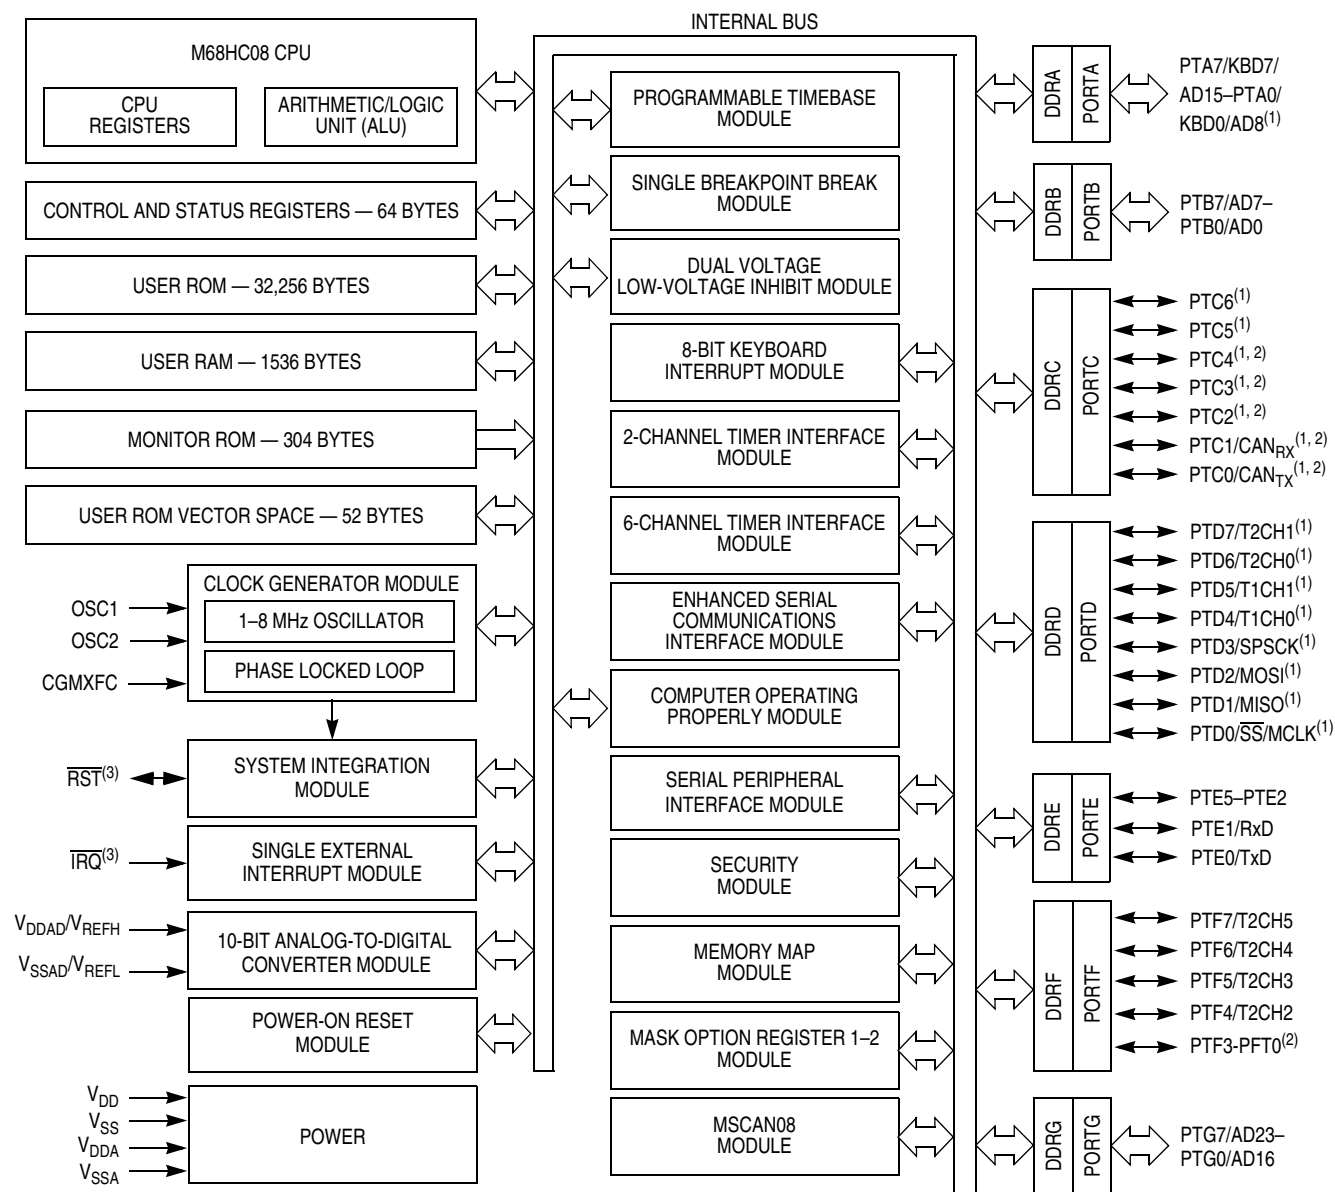 INTERNAL BUS
M68HC08 CPU
CPU
REGISTERS
ARITHMETIC/LOGIC
UNIT (ALU)
CONTROL AND STATUS REGISTERS — 64 BYTES
USER ROM — 32,256 BYTES
USER RAM — 1536 BYTES
MONITOR ROM — 304 BYTES
USER ROM VECTOR SPACE — 52 BYTES
CLOCK GENERATOR MODULE
1–8 MHz OSCILLATOR
PHASE LOCKED LOOP
OSC1
OSC2
CGMXFC
SYSTEM INTEGRATION
MODULE
RST(3)
SINGLE EXTERNAL
INTERRUPT MODULE
IRQ(3)
10-BIT ANALOG-TO-DIGITAL
CONVERTER MODULE
VDDAD/VREFH
VSSAD/VREFL
POWER-ON RESET
MODULE
POWER
VDD
VSS
VDDA
VSSA
PROGRAMMABLE TIMEBASE
MODULE
SINGLE BREAKPOINT BREAK
MODULE
DUAL VOLTAGE
LOW-VOLTAGE INHIBIT MODULE
8-BIT KEYBOARD
INTERRUPT MODULE
2-CHANNEL TIMER INTERFACE
MODULE
6-CHANNEL TIMER INTERFACE
MODULE
ENHANCED SERIAL
COMMUNICATIONS
INTERFACE MODULE
COMPUTER OPERATING
PROPERLY MODULE
SERIAL PERIPHERAL
INTERFACE MODULE
SECURITY
MODULE
MEMORY MAP
MODULE
MASK OPTION REGISTER 1–2
MODULE
MSCAN08
MODULE
DDRA
PORTA
PTA7/KBD7/
AD15–PTA0/
KBD0/AD8(1)
DDRB
PORTB
PTB7/AD7–
PTB0/AD0
DDRC
PORTC
PTC6(1)
PTC5(1)
PTC4(1, 2)
PTC3(1, 2)
PTC2(1, 2)
PTC1/CANRX(1, 2)
PTC0/CANTX(1, 2)
DDRD
PORTD
PTD7/T2CH1(1)
PTD6/T2CH0(1)
PTD5/T1CH1(1)
PTD4/T1CH0(1)
PTD3/SPSCK(1)
PTD2/MOSI(1)
PTD1/MISO(1)
PTD0/SS/MCLK(1)
DDRE
PORTE
PTE5–PTE2
PTE1/RxD
PTE0/TxD
DDRF
PORTF
PTF7/T2CH5
PTF6/T2CH4
PTF5/T2CH3
PTF4/T2CH2
PTF3-PFT0(2)
DDRG
PORTG
PTG7/AD23–
PTG0/AD16